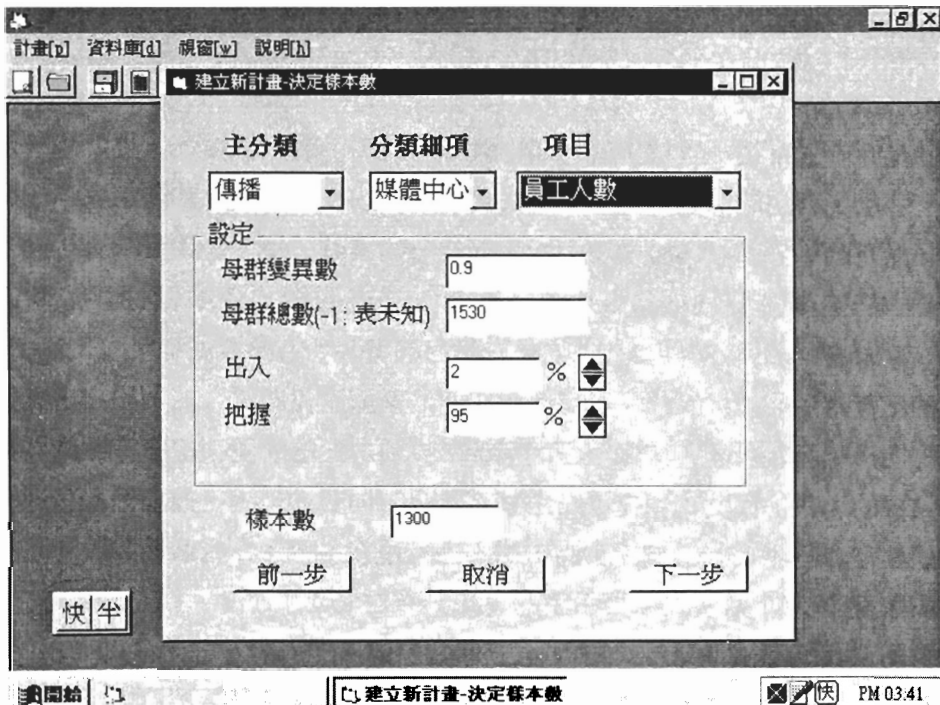 計畫[p] 資料庫[d] 視窗[w] 說明[h]
建立新計畫-決定樣本數
主分類 分類細項 項目
傳播 媒體中心 員工人數
設定
母群變異數 0.9
母群總數(-1: 表未知) 1530
出入 2 %
把握 95 %
樣本數 1300
前一步 取消 下一步
快 半
開始 建立新計畫-決定樣本數 快 PM 03:41